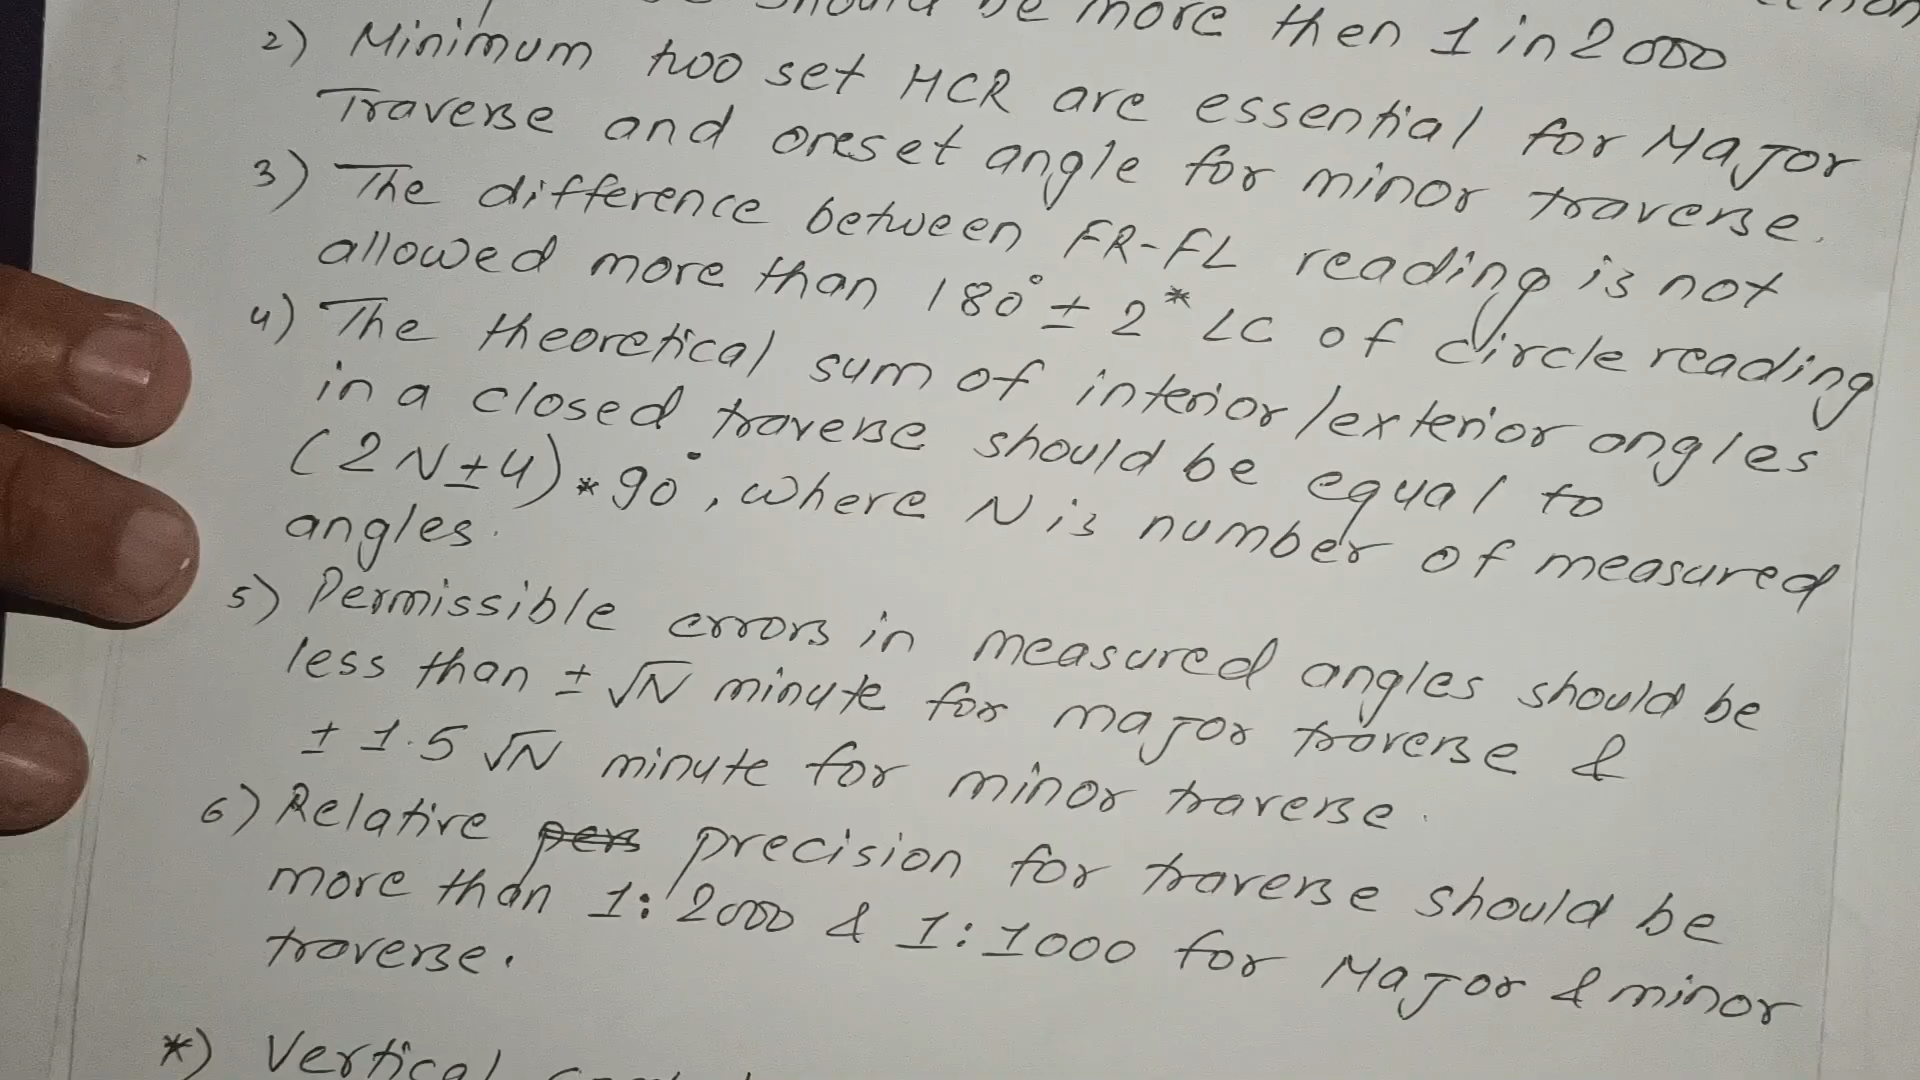 should be more then 1 in 2000
2) Minimum two set HCR are essential for Major
Traverse and oneset angle for minor traverse.
3) The difference between FR-FL reading is not
allowed more than 180° ± 2* LC of circle reading
4) The theoretical sum of interior/exterior angles
in a closed traverse should be equal to
(2N±4)*90°, where N is number of measured
angles.
5) Permissible errors in measured angles should be
less than ± √N minute for major traverse &
± 1.5 √N minute for minor traverse.
6) Relative precision for traverse should be
more than 1:2000 & 1:1000 for Major & minor
traverse.
*) Vertical